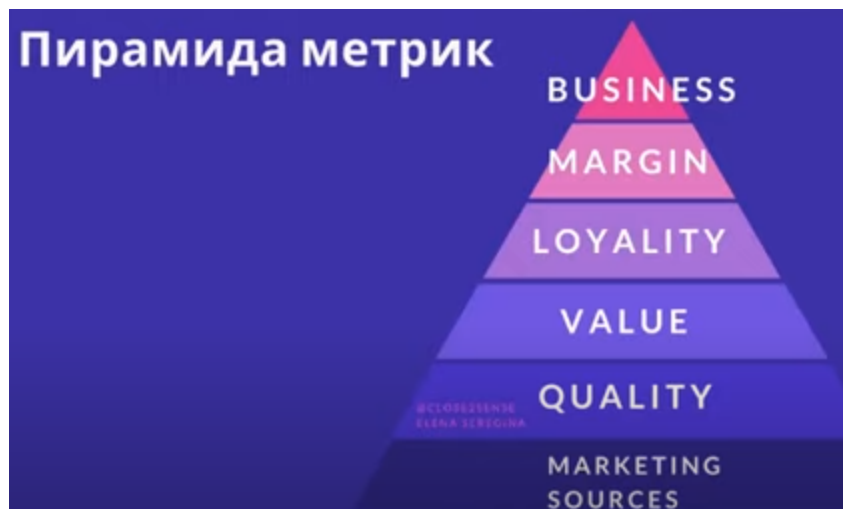 Пирамида метрик
BUSINESS
MARGIN
LOYALITY
VALUE
QUALITY
@CLOSE2SENSE
ELENA SEREGINA
MARKETING
SOURCES